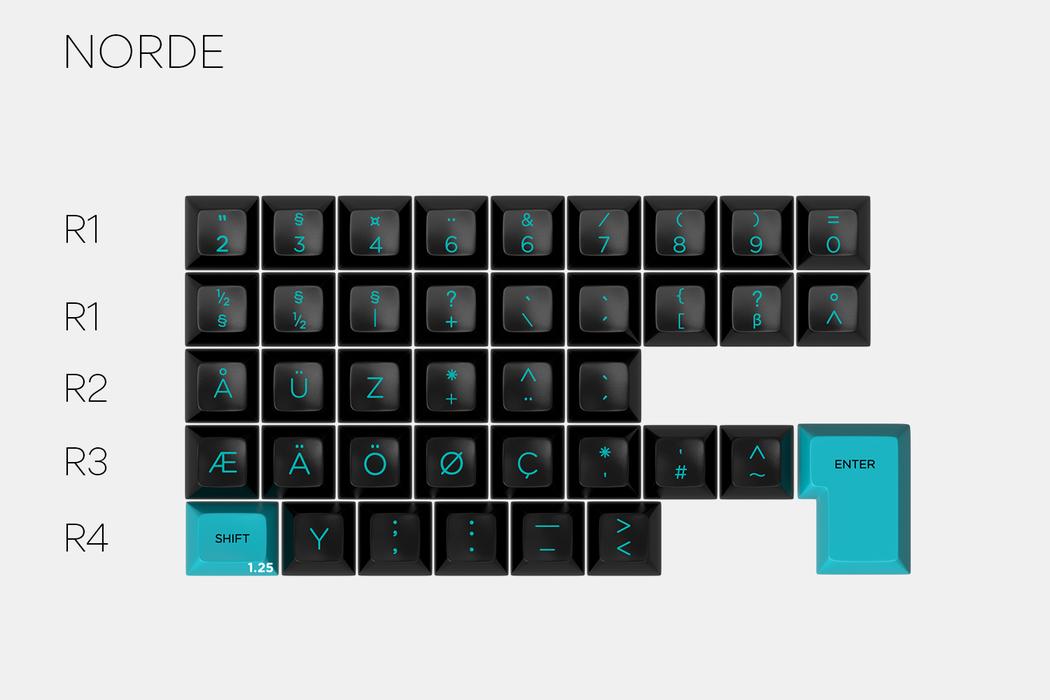 NORDE
R1
" § ¤ ¨ & / ( ) =
2 3 4 6 6 7 8 9 0
R1
½ § § ? ` ` { ? °
§ ½ | + \ ´ [ β ^
R2
Å Ü Z * ^ `
+ ¨ ´
R3
Æ Ä Ö Ø Ç * ' ^ ENTER
' # ~
R4
SHIFT Y ; : — >
1.25 , . – <